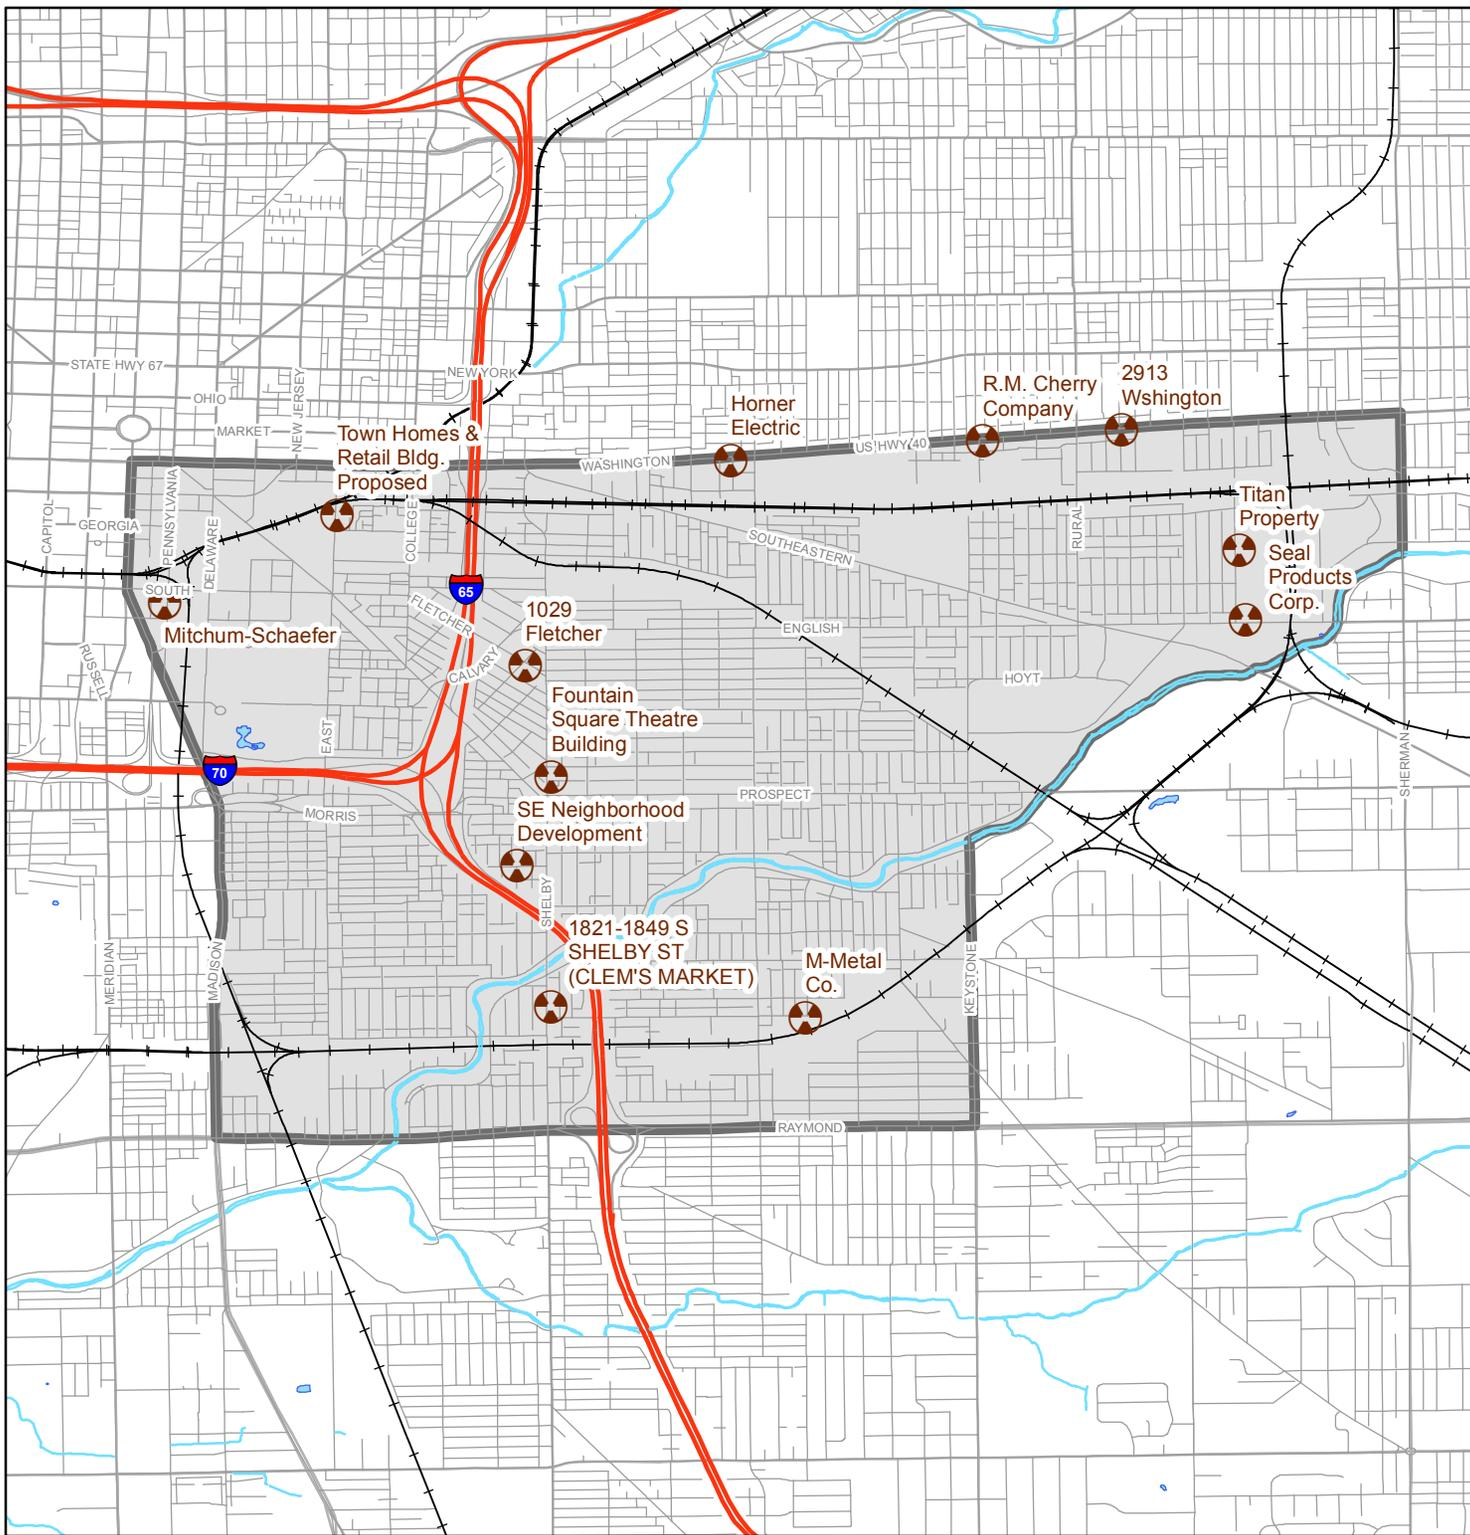 STATE HWY 67
NEW YORK
OHIO
NEW JERSEY
MARKET
2913
Wshington
R.M. Cherry
Company
Horner
Electric
Town Homes &
Retail Bldg.
Proposed
WASHINGTON
US HWY 40
CAPITOL
GEORGIA
PENNSYLVANIA
DELAWARE
COLLEGE
SOUTHEASTERN
RURAL
Titan
Property
Seal
Products
Corp.
SOUTH
Mitchum-Schaefer
65
FLETCHER
1029
Fletcher
ENGLISH
RUSSELL
CALVARY
HOYT
Fountain
Square Theatre
Building
EAST
70
SHERMAN
PROSPECT
MORRIS
SE Neighborhood
Development
SHELBY
1821-1849 S
SHELBY ST
(CLEM'S MARKET)
M-Metal
Co.
MERIDIAN
MADISON
KEYSTONE
RAYMOND